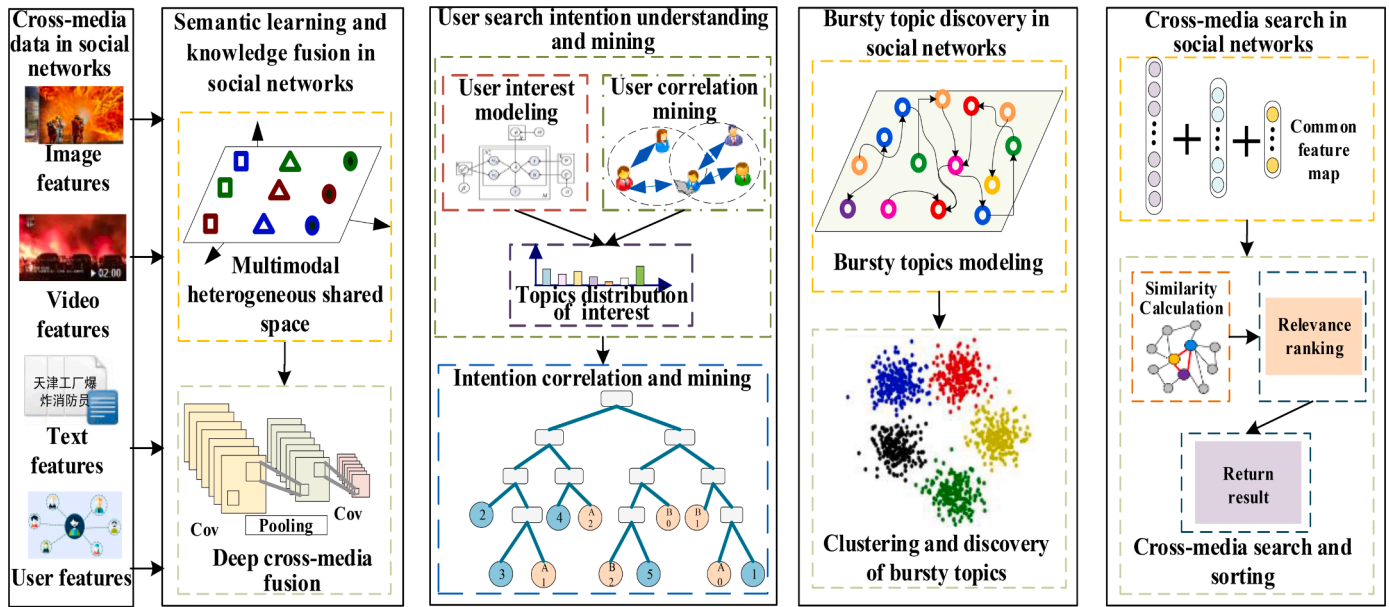 Cross-media
data in social
networks
Image
features
02:00
Video
features
天津工厂爆
炸消防员
Text
features
User features
Semantic learning and
knowledge fusion in
social networks
Multimodal
heterogeneous shared
space
Cov
Pooling
Cov
Deep cross-media
fusion
User search intention understanding
and mining
User interest
modeling
User correlation
mining
Topics distribution
of interest
Intention correlation and mining
2
4
A
2
B
0
B
1
3
A
1
B
2
5
A
0
1
Bursty topic discovery in
social networks
Bursty topics modeling
Clustering and discovery
of bursty topics
Cross-media search in
social networks
Common
feature
map
Similarity
Calculation
Relevance
ranking
Return
result
Cross-media search and
sorting